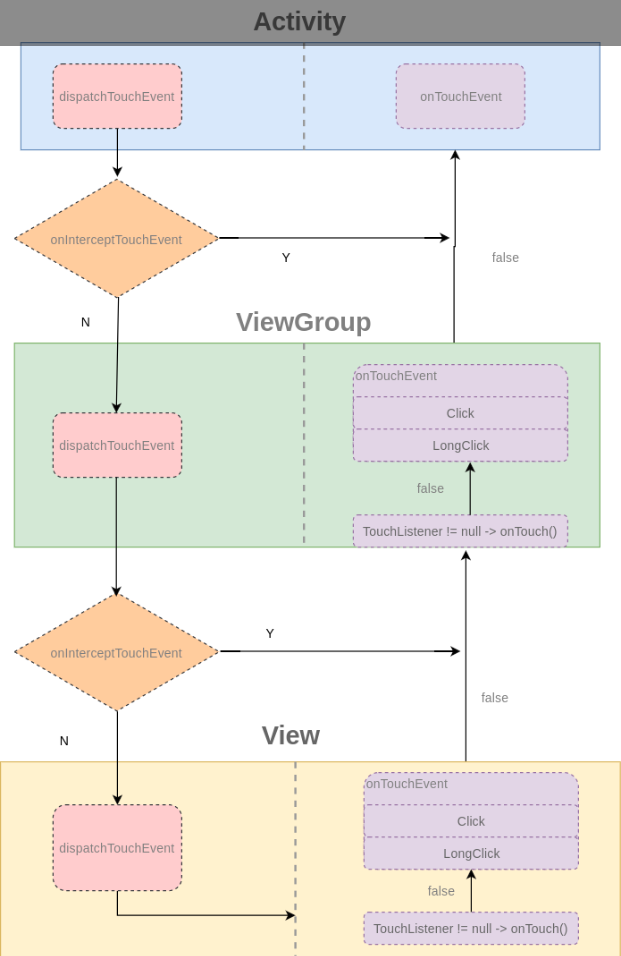 Activity
dispatchTouchEvent
onTouchEvent
onInterceptTouchEvent
Y
false
N
ViewGroup
onTouchEvent
Click
dispatchTouchEvent
LongClick
false
TouchListener != null -> onTouch()
Y
onInterceptTouchEvent
false
N
View
onTouchEvent
Click
dispatchTouchEvent
LongClick
false
TouchListener != null -> onTouch()